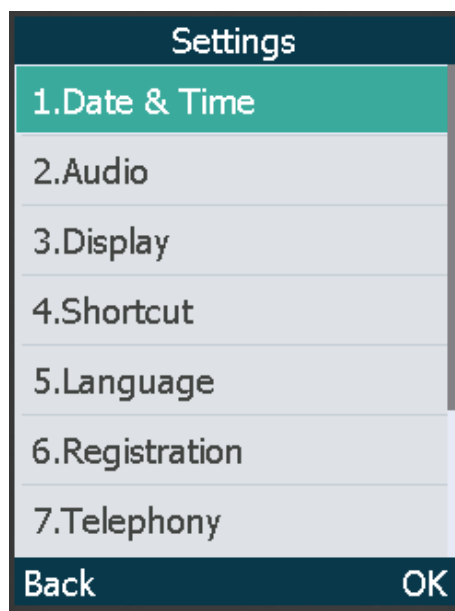 Settings
1.Date & Time
2.Audio
3.Display
4.Shortcut
5.Language
6.Registration
7.Telephony
Back OK